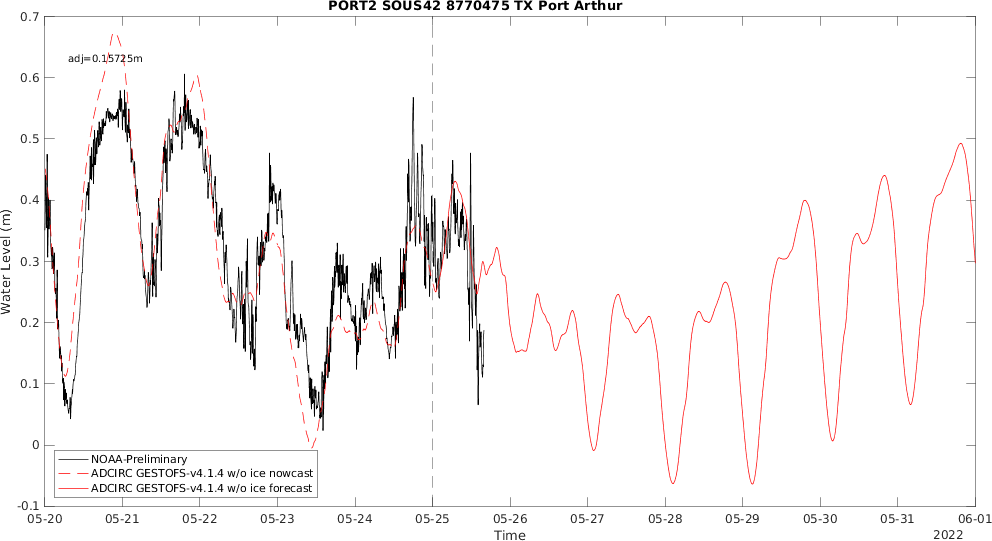 PORT2 SOUS42 8770475 TX Port Arthur
adj=0.15725m
Water Level (m)
0.7
0.6
0.5
0.4
0.3
0.2
0.1
0
-0.1
NOAA-Preliminary
ADCIRC GESTOFS-v4.1.4 w/o ice nowcast
ADCIRC GESTOFS-v4.1.4 w/o ice forecast
05-20 05-21 05-22 05-23 05-24 05-25 05-26 05-27 05-28 05-29 05-30 05-31 06-01
Time
2022